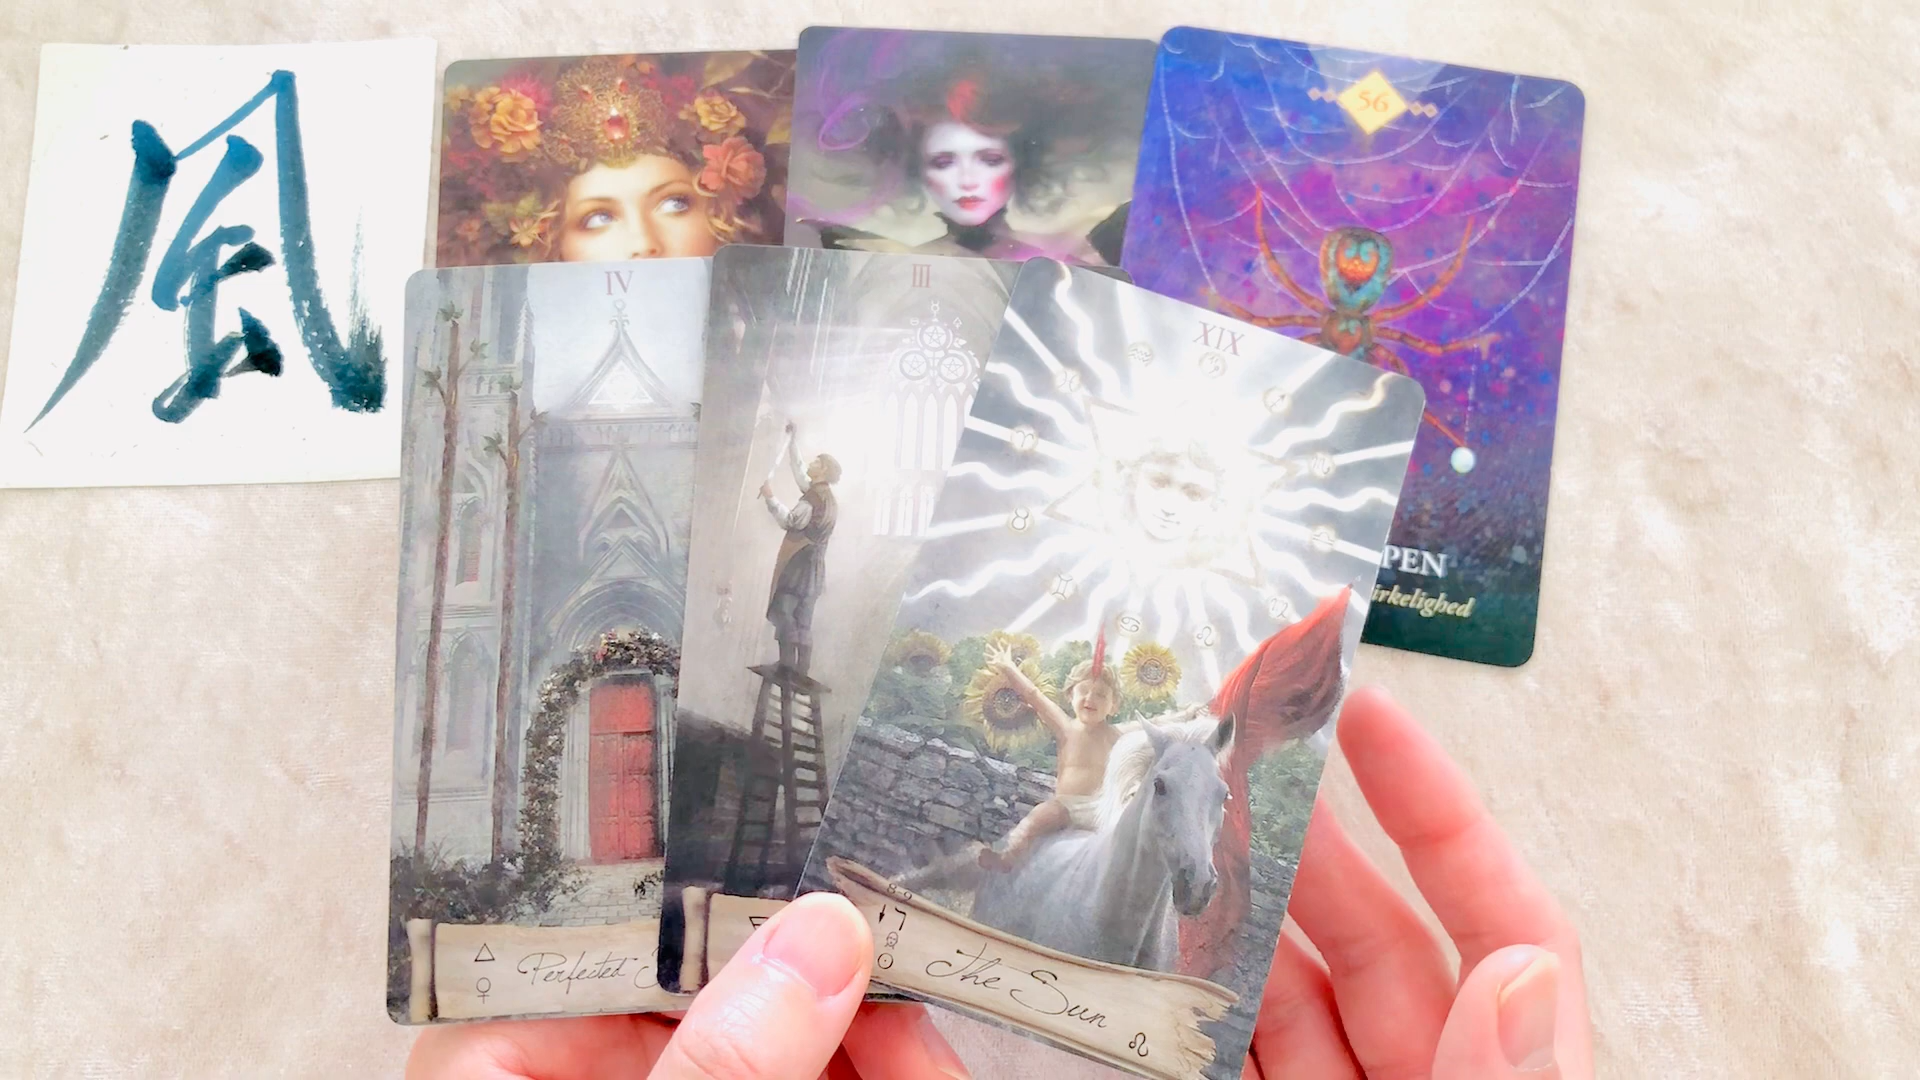 風
56
PEN
irkelighed
IV
Perfected
III
XIX
The Sun